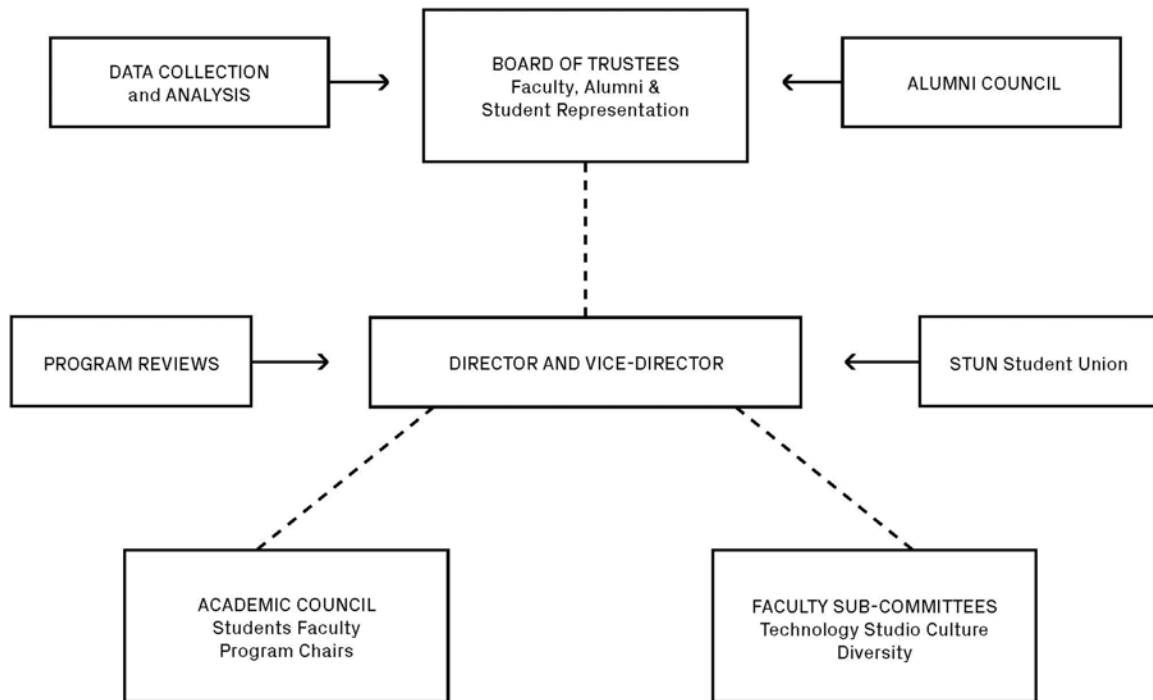 DATA COLLECTION
and ANALYSIS
BOARD OF TRUSTEES
Faculty, Alumni &
Student Representation
ALUMNI COUNCIL
PROGRAM REVIEWS
DIRECTOR AND VICE-DIRECTOR
STUN Student Union
ACADEMIC COUNCIL
Students Faculty
Program Chairs
FACULTY SUB-COMMITTEES
Technology Studio Culture
Diversity